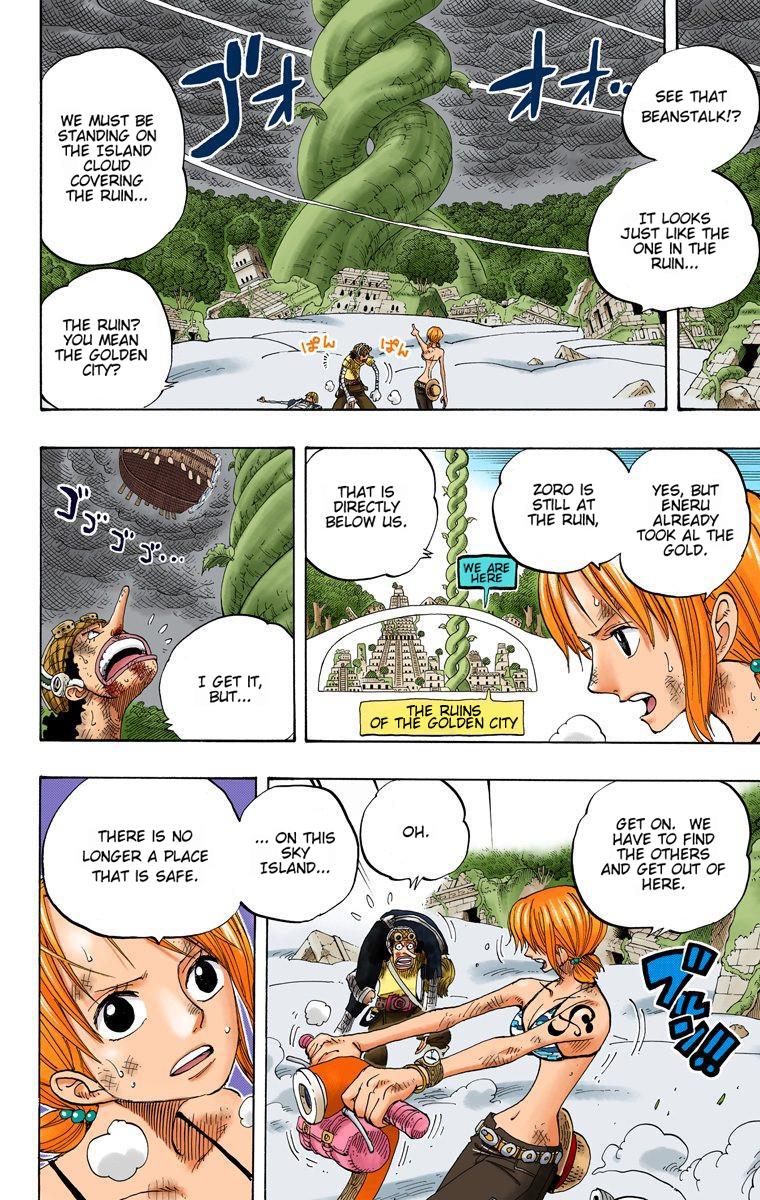 SEE THAT
BEANSTALK!?
IT LOOKS
JUST LIKE THE
ONE IN THE
RUIN...
ゴオ
オオ...
WE MUST BE
STANDING ON
THE ISLAND
CLOUD
COVERING
THE RUIN...
THE RUIN?
YOU MEAN
THE GOLDEN
CITY?
ぱん
ぱん
YES, BUT
ENERU
ALREADY
TOOK AL THE
GOLD.
ZORO IS
STILL AT
THE RUIN,
THAT IS
DIRECTLY
BELOW US.
WE ARE
HERE
THE RUINS
OF THE GOLDEN CITY
ゴゴゴゴ...
I GET IT,
BUT...
GET ON. WE
HAVE TO FIND
THE OTHERS
AND GET OUT OF
HERE.
OH.
ブルン!!
... ON THIS
SKY
ISLAND...
THERE IS NO
LONGER A PLACE
THAT IS SAFE.